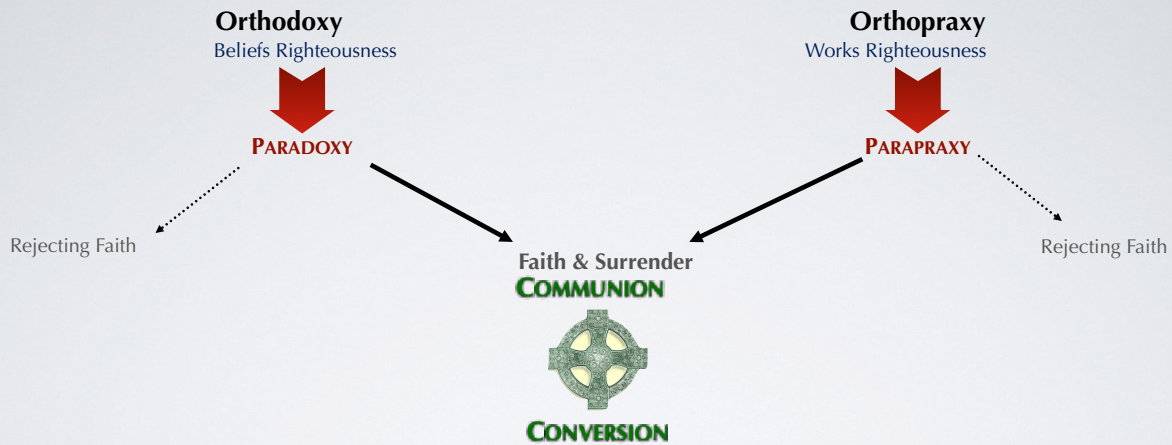 Orthodoxy
Beliefs Righteousness
PARADOXY
Rejecting Faith
Orthopraxy
Works Righteousness
PARAPRAXY
Rejecting Faith
Faith & Surrender
COMMUNION
CONVERSION